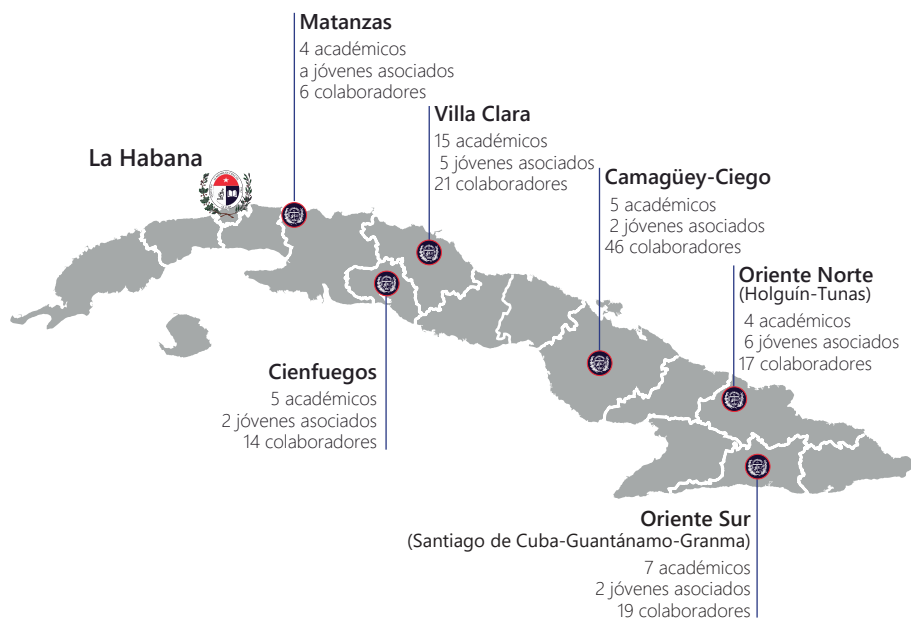 Matanzas
4 académicos
a jóvenes asociados
6 colaboradores
Villa Clara
15 académicos
5 jóvenes asociados
21 colaboradores
La Habana
Camagüey-Ciego
5 académicos
2 jóvenes asociados
46 colaboradores
Oriente Norte
(Holguín-Tunas)
4 académicos
6 jóvenes asociados
17 colaboradores
Cienfuegos
5 académicos
2 jóvenes asociados
14 colaboradores
Oriente Sur
(Santiago de Cuba-Guantánamo-Granma)
7 académicos
2 jóvenes asociados
19 colaboradores